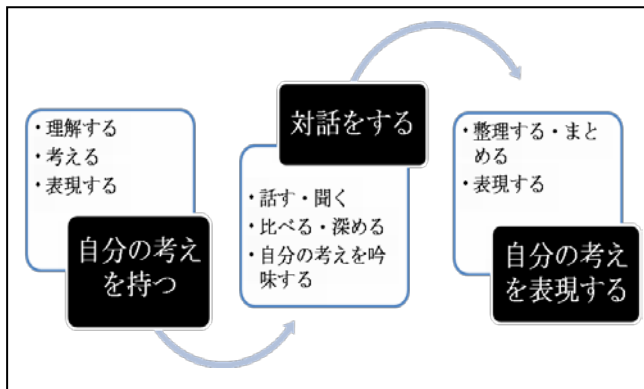 ・理解する
・考える
・表現する
自分の考え
を持つ
対話をする
・話す・聞く
・比べる・深める
・自分の考えを吟
味する
・整理する・まと
める
・表現する
自分の考え
を表現する